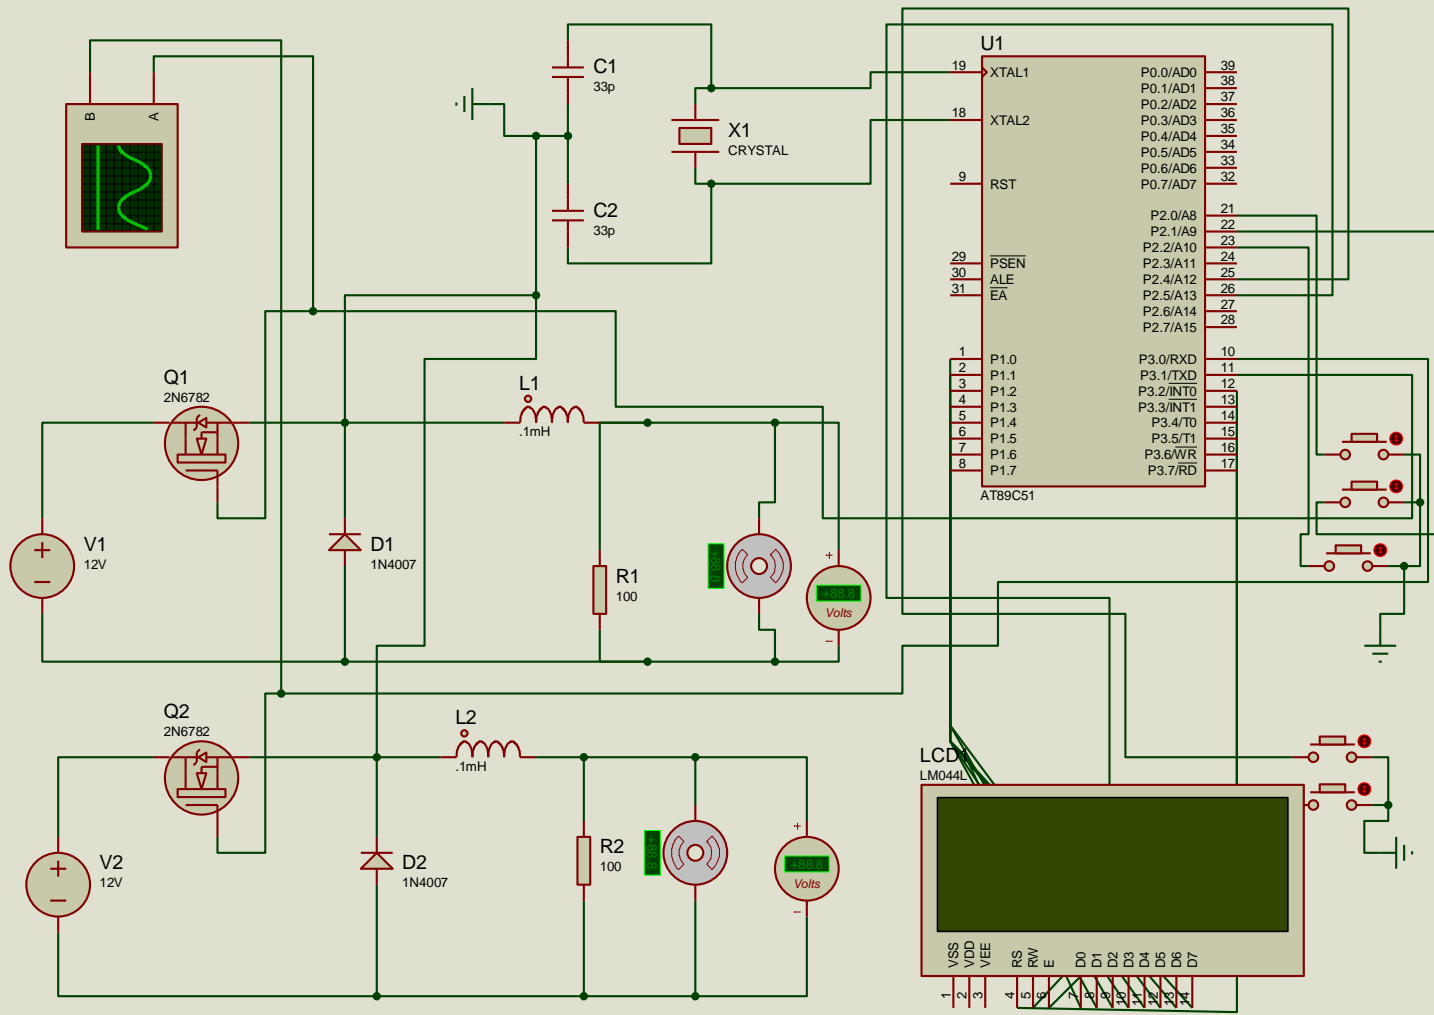 B A
C1
33p
C2
33p
X1
CRYSTAL
U1
19 XTAL1
18 XTAL2
9 RST
29 PSEN
30 ALE
31 EA
1 P1.0
2 P1.1
3 P1.2
4 P1.3
5 P1.4
6 P1.5
7 P1.6
8 P1.7
P0.0/AD0 39
P0.1/AD1 38
P0.2/AD2 37
P0.3/AD3 36
P0.4/AD4 35
P0.5/AD5 34
P0.6/AD6 33
P0.7/AD7 32
P2.0/A8 21
P2.1/A9 22
P2.2/A10 23
P2.3/A11 24
P2.4/A12 25
P2.5/A13 26
P2.6/A14 27
P2.7/A15 28
P3.0/RXD 10
P3.1/TXD 11
P3.2/INT0 12
P3.3/INT1 13
P3.4/T0 14
P3.5/T1 15
P3.6/WR 16
P3.7/RD 17
AT89C51
Q1
2N6782
L1
.1mH
V1
12V
+
−
D1
1N4007
R1
100
+88.8
+
+88.8
Volts
−
Q2
2N6782
L2
.1mH
V2
12V
+
−
D2
1N4007
R2
100
+88.8
+
+88.8
Volts
−
LCD1
LM044L
VSS VDD VEE RS RW E D0 D1 D2 D3 D4 D5 D6 D7
1 2 3 4 5 6 7 8 9 10 11 12 13 14